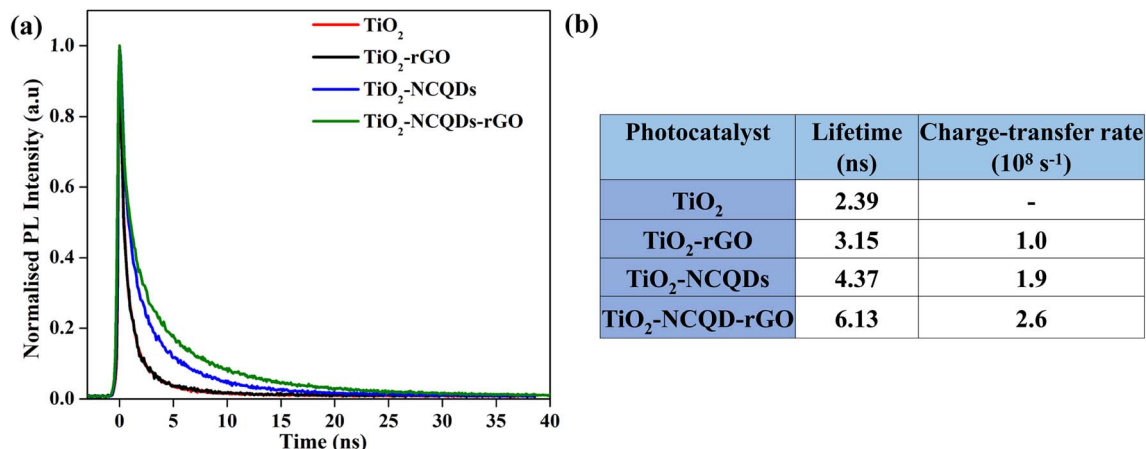 (a)
TiO₂
TiO₂-rGO
TiO₂-NCQDs
TiO₂-NCQDs-rGO
Normalised PL Intensity (a.u)
1.0
0.8
0.6
0.4
0.2
0.0
0 5 10 15 20 25 30 35 40
Time (ns)
(b)
Photocatalyst Lifetime (ns) Charge-transfer rate (10⁸ s⁻¹)
TiO₂ 2.39 -
TiO₂-rGO 3.15 1.0
TiO₂-NCQDs 4.37 1.9
TiO₂-NCQD-rGO 6.13 2.6